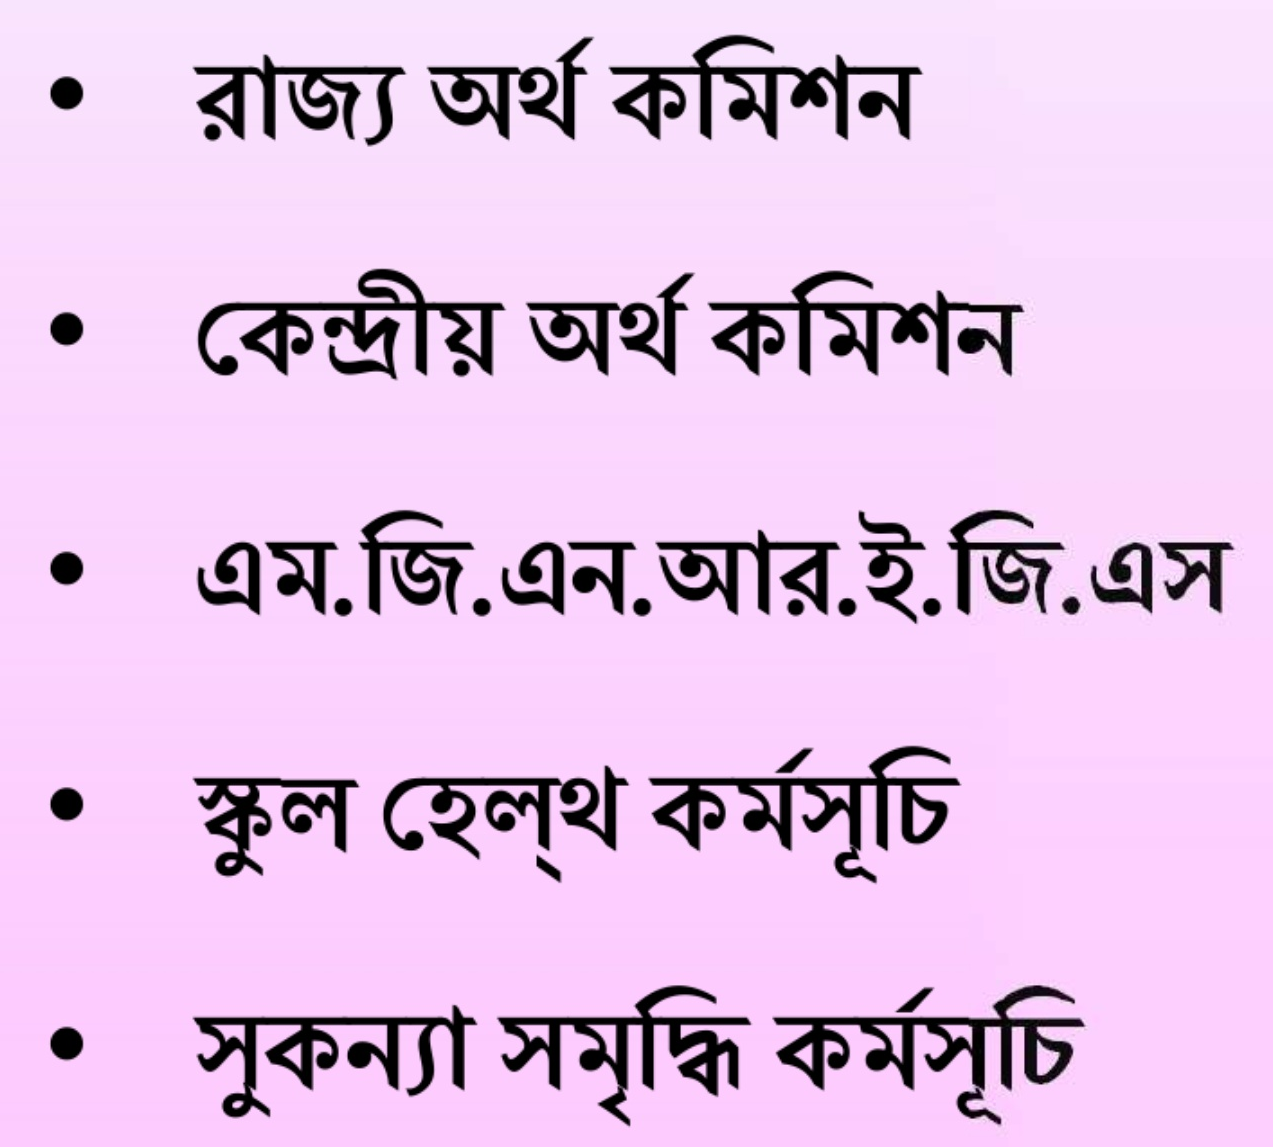 • রাজ্য অর্থ কমিশন
• কেন্দ্রীয় অর্থ কমিশন
• এম.জি.এন.আর.ই.জি.এস
• স্কুল হেল্‌থ কর্মসূচি
• সুকন্যা সমৃদ্ধি কর্মসূচি